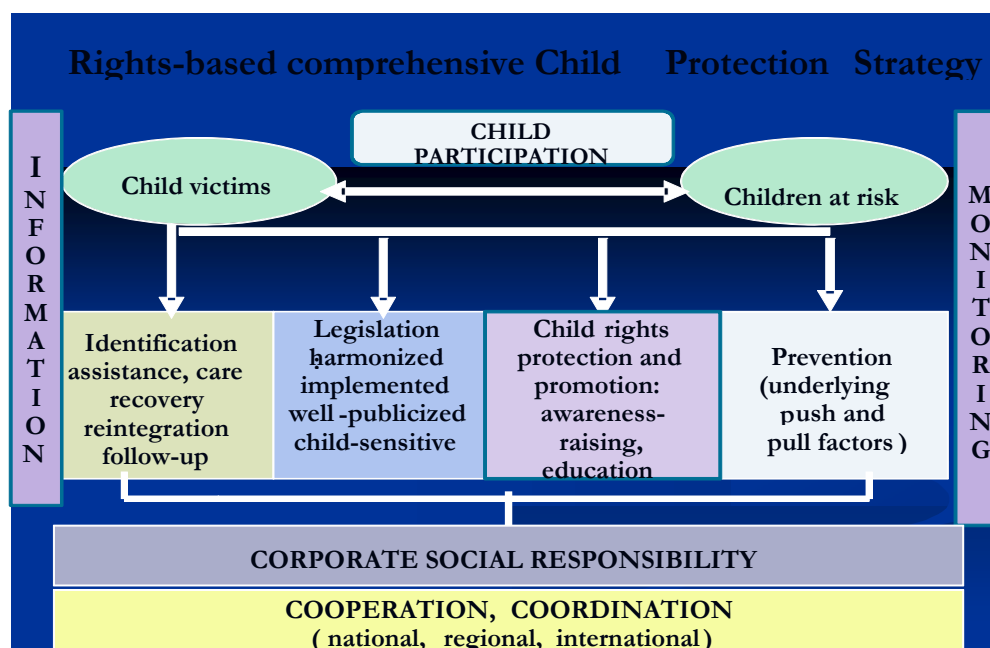 Rights-based comprehensive Child Protection Strategy
CHILD
PARTICIPATION
INFORMATION
Child victims
Children at risk
MONITORING
Identification
assistance, care
recovery
reintegration
follow-up
Legislation
harmonized
implemented
well-publicized
child-sensitive
Child rights
protection and
promotion:
awareness-
raising,
education
Prevention
(underlying
push and
pull factors )
CORPORATE SOCIAL RESPONSIBILITY
COOPERATION, COORDINATION
( national, regional, international)